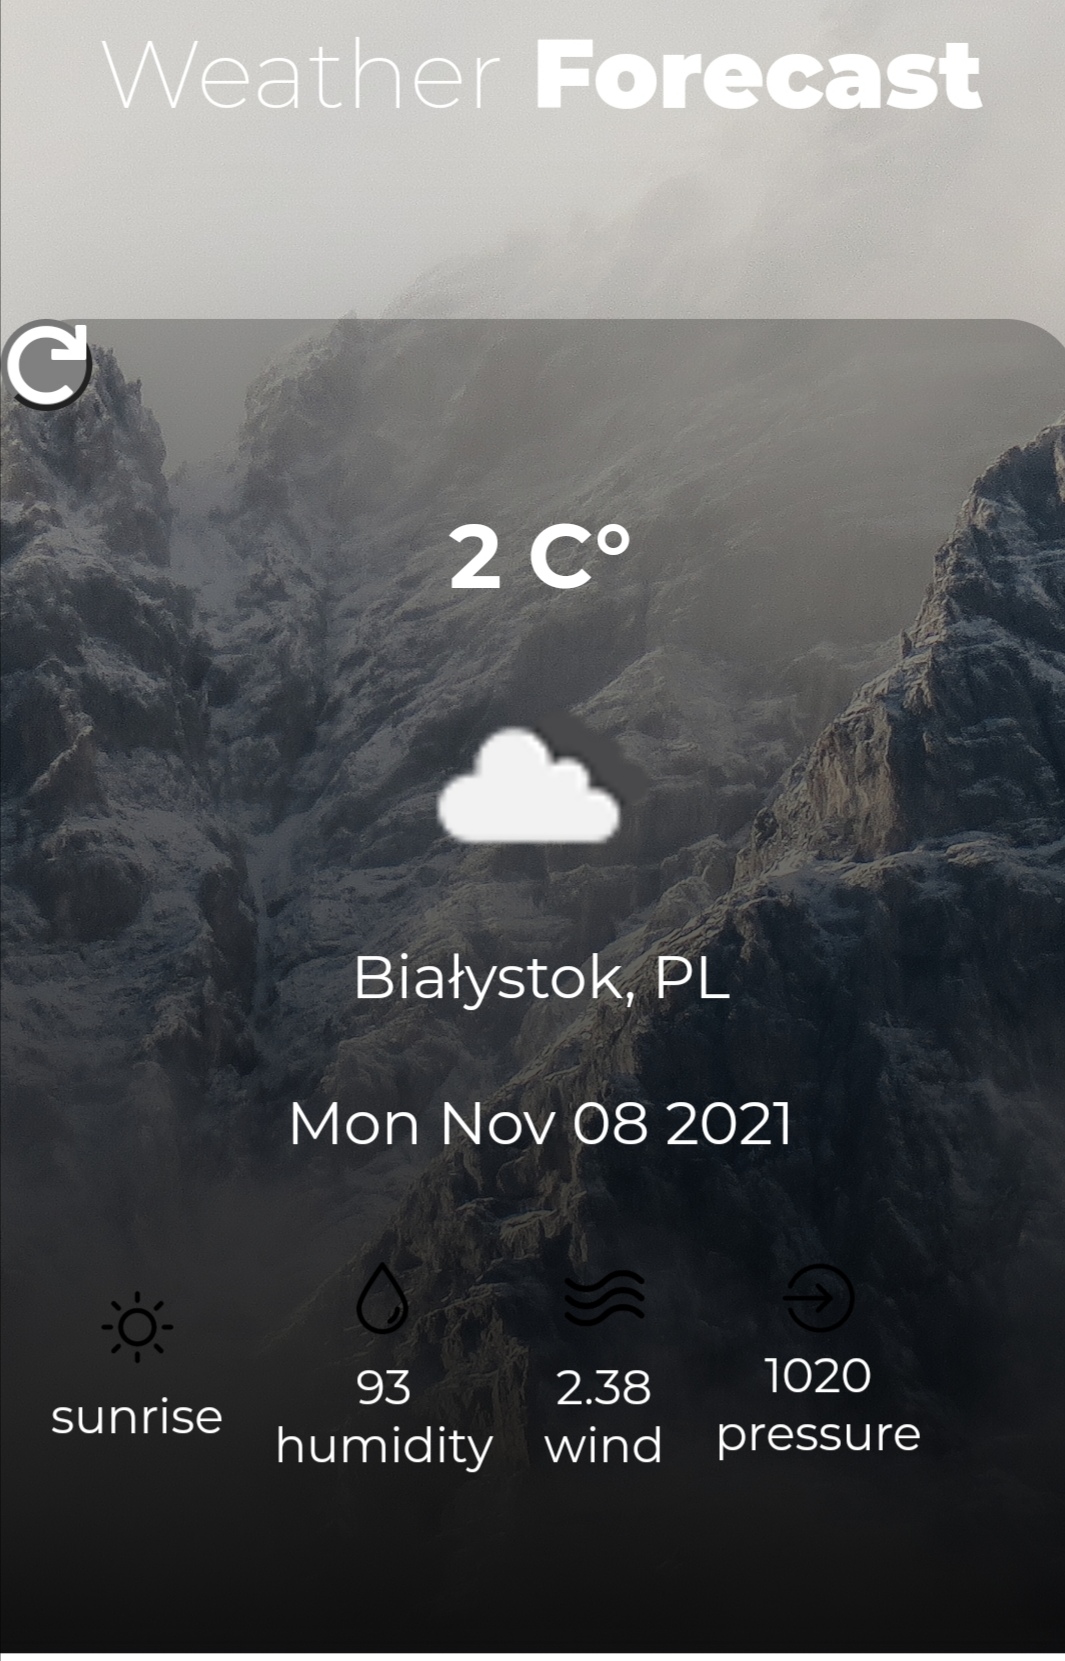 Weather Forecast
2 C°
Białystok, PL
Mon Nov 08 2021
sunrise
93
humidity
2.38
wind
1020
pressure